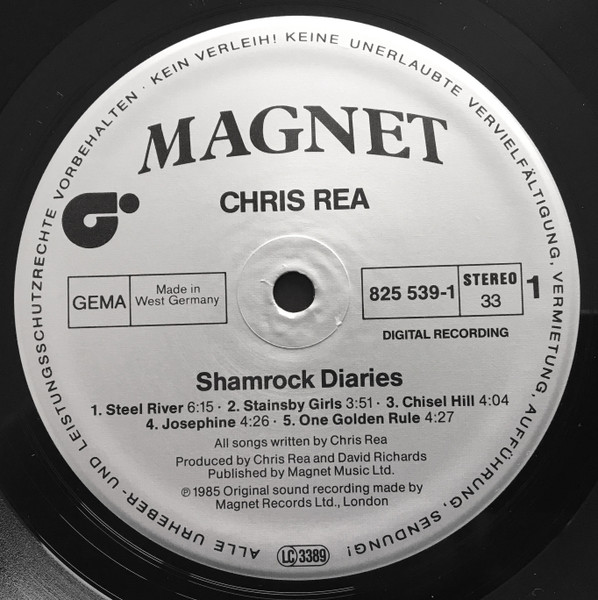 ALLE URHEBER- UND LEISTUNGSSCHUTZRECHTE VORBEHALTEN · KEIN VERLEIH! KEINE UNERLAUBTE VERVIELFÄLTIGUNG, VERMIETUNG, AUFFÜHRUNG, SENDUNG!
MAGNET
CHRIS REA
GEMA
Made in
West Germany
825 539-1
STEREO
33
1
DIGITAL RECORDING
Shamrock Diaries
1. Steel River 6:15 · 2. Stainsby Girls 3:51 · 3. Chisel Hill 4:04
4. Josephine 4:26 · 5. One Golden Rule 4:27
All songs written by Chris Rea
Produced by Chris Rea and David Richards
Published by Magnet Music Ltd.
℗ 1985 Original sound recording made by
Magnet Records Ltd., London
LC 3389